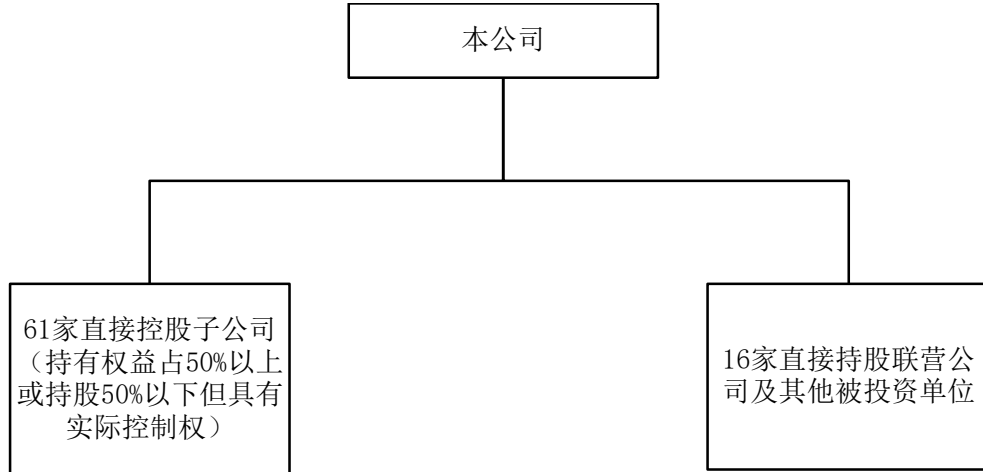 本公司
61家直接控股子公司
（持有权益占50%以上
或持股50%以下但具有
实际控制权）
16家直接持股联营公
司及其他被投资单位